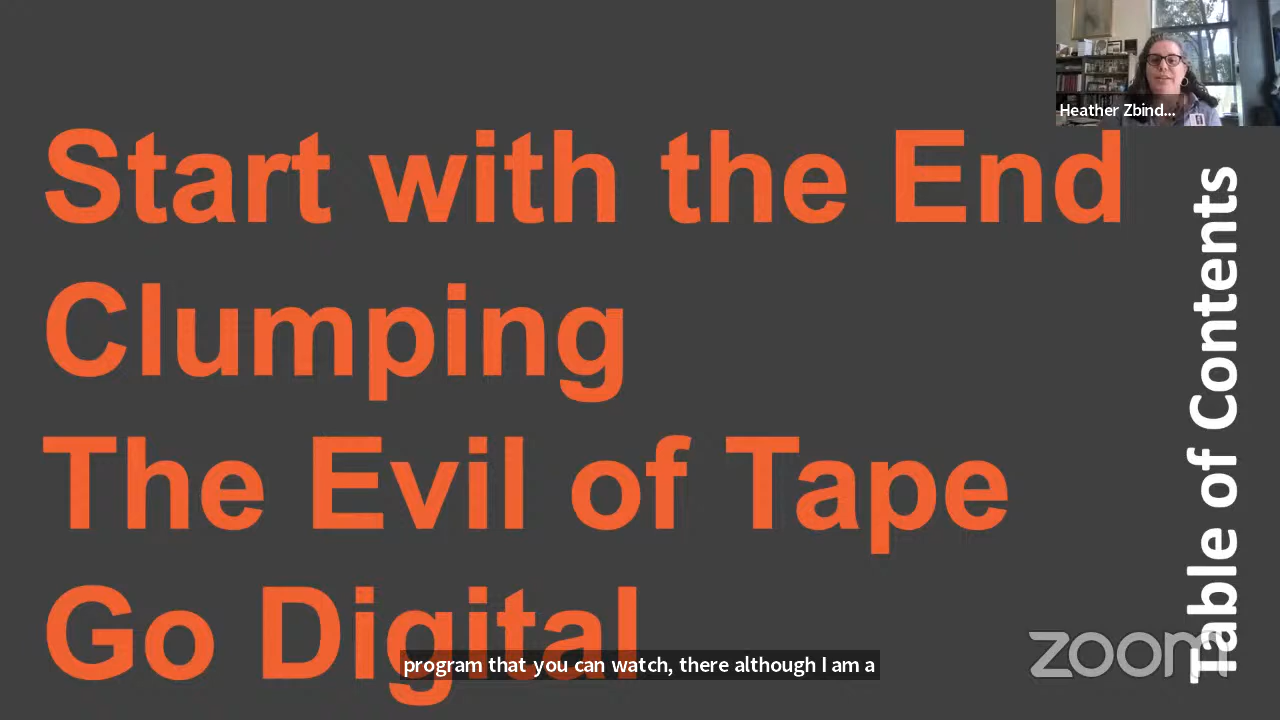 Heather Zbind...
Start with the End
Clumping
The Evil of Tape
Go Digital
Table of Contents
program that you can watch, there although I am a
zoom